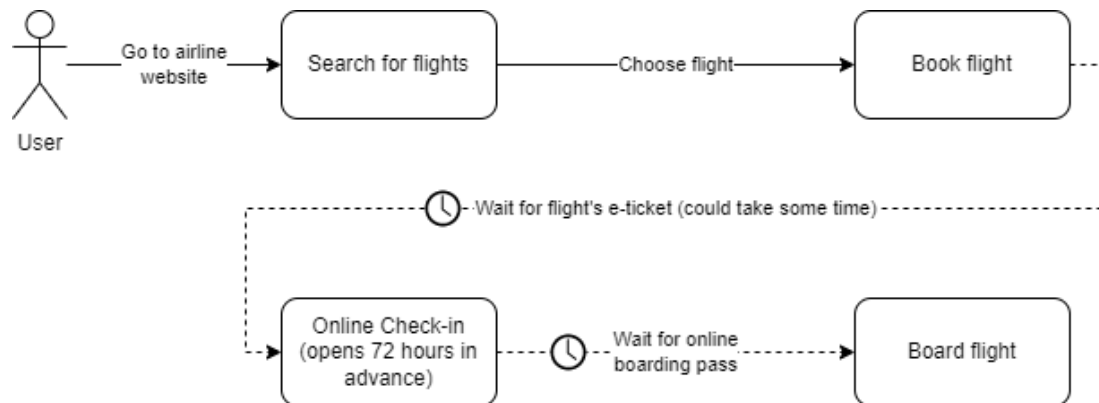 Go to airline
website
Search for flights
Choose flight
Book flight
User
Wait for flight's e-ticket (could take some time)
Online Check-in
(opens 72 hours in
advance)
Wait for online
boarding pass
Board flight